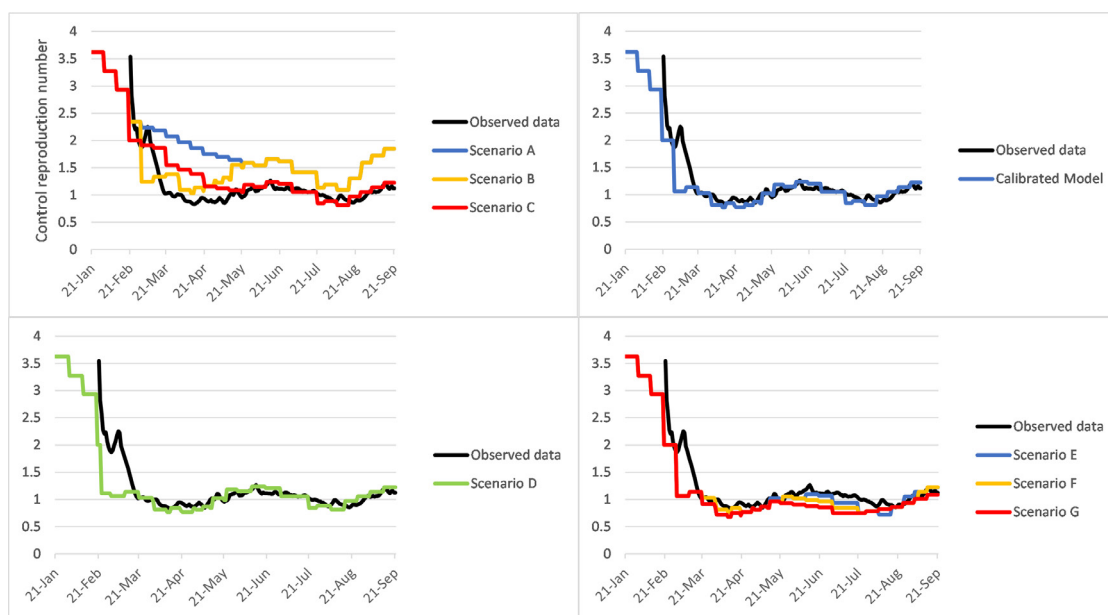 4
3.5
3
2.5
2
1.5
1
0.5
0
Control reproduction number
21-Jan
21-Feb
21-Mar
21-Apr
21-May
21-Jun
21-Jul
21-Aug
21-Sep
Observed data
Scenario A
Scenario B
Scenario C
4
3.5
3
2.5
2
1.5
1
0.5
0
21-Jan
21-Feb
21-Mar
21-Apr
21-May
21-Jun
21-Jul
21-Aug
21-Sep
Observed data
Calibrated Model
4
3.5
3
2.5
2
1.5
1
0.5
0
21-Jan
21-Feb
21-Mar
21-Apr
21-May
21-Jun
21-Jul
21-Aug
21-Sep
Observed data
Scenario D
4
3.5
3
2.5
2
1.5
1
0.5
0
21-Jan
21-Feb
21-Mar
21-Apr
21-May
21-Jun
21-Jul
21-Aug
21-Sep
Observed data
Scenario E
Scenario F
Scenario G